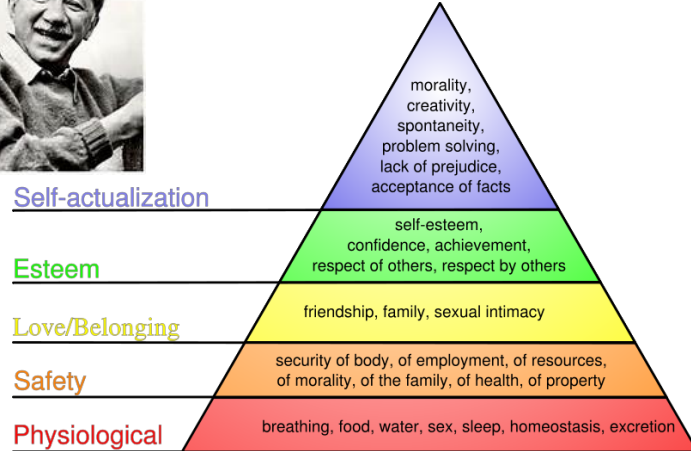 morality,
creativity,
spontaneity,
problem solving,
lack of prejudice,
acceptance of facts
Self-actualization
self-esteem,
confidence, achievement,
respect of others, respect by others
Esteem
friendship, family, sexual intimacy
Love/Belonging
security of body, of employment, of resources,
of morality, of the family, of health, of property
Safety
breathing, food, water, sex, sleep, homeostasis, excretion
Physiological